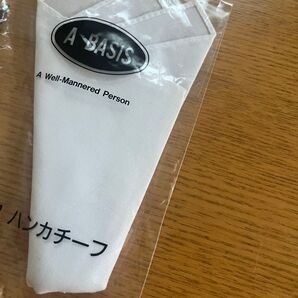 A BASIS
A Well-Mannered Person
ハンカチーフ